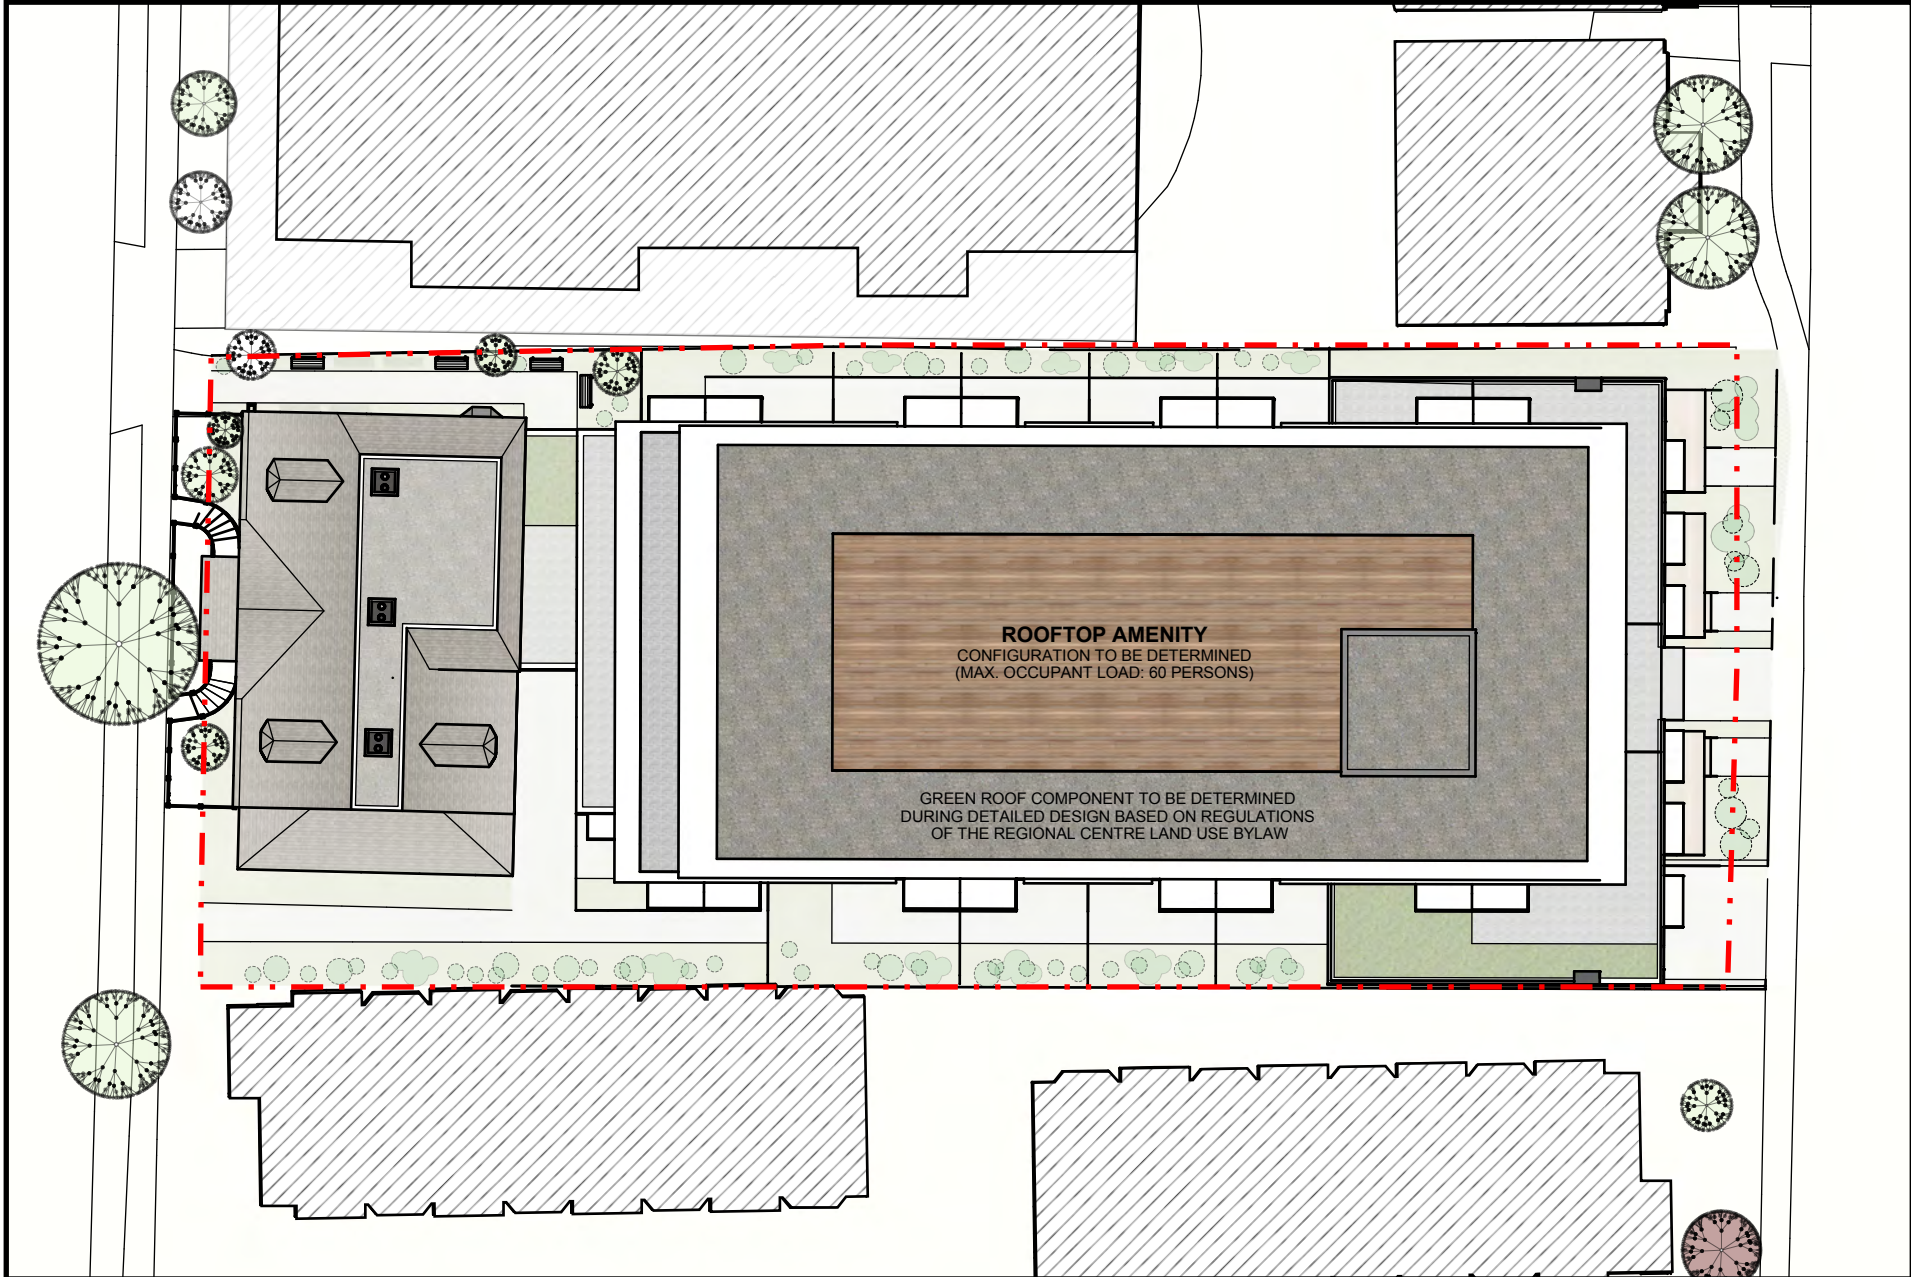 ROOFTOP AMENITY
CONFIGURATION TO BE DETERMINED
(MAX. OCCUPANT LOAD: 60 PERSONS)
GREEN ROOF COMPONENT TO BE DETERMINED
DURING DETAILED DESIGN BASED ON REGULATIONS
OF THE REGIONAL CENTRE LAND USE BYLAW